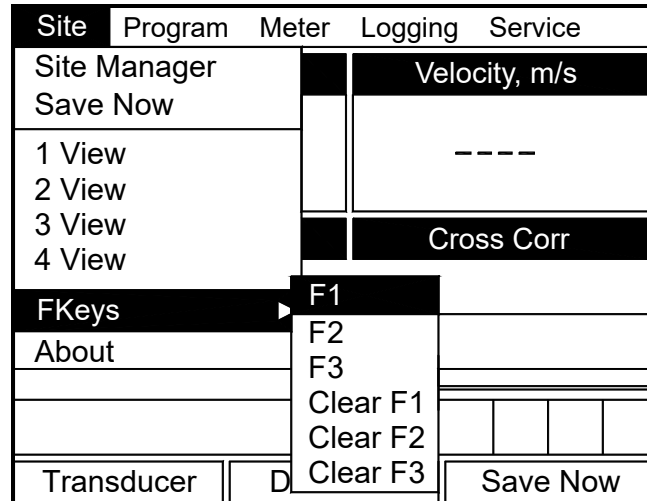 Site Program Meter Logging Service
Site Manager
Save Now
1 View
2 View
3 View
4 View
FKeys
About
F1
F2
F3
Clear F1
Clear F2
Clear F3
Velocity, m/s
----
Cross Corr
Transducer
D
Save Now